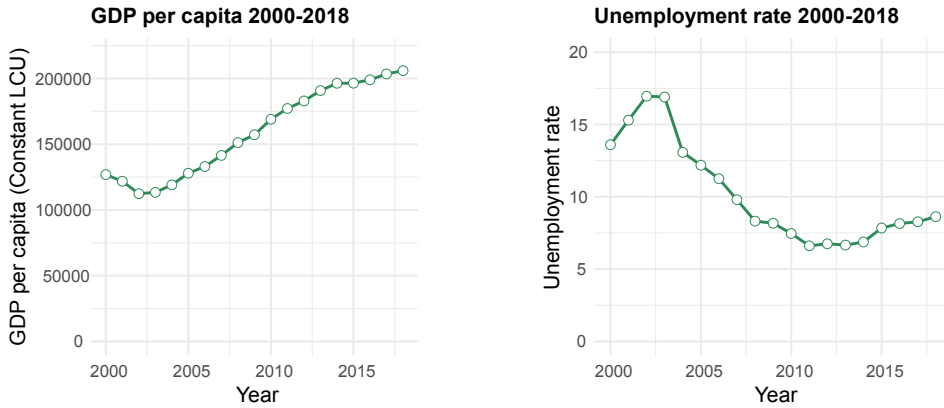 GDP per capita 2000-2018
GDP per capita (Constant LCU)
200000
150000
100000
50000
0
2000 2005 2010 2015
Year
Unemployment rate 2000-2018
Unemployment rate
20
15
10
5
0
2000 2005 2010 2015
Year